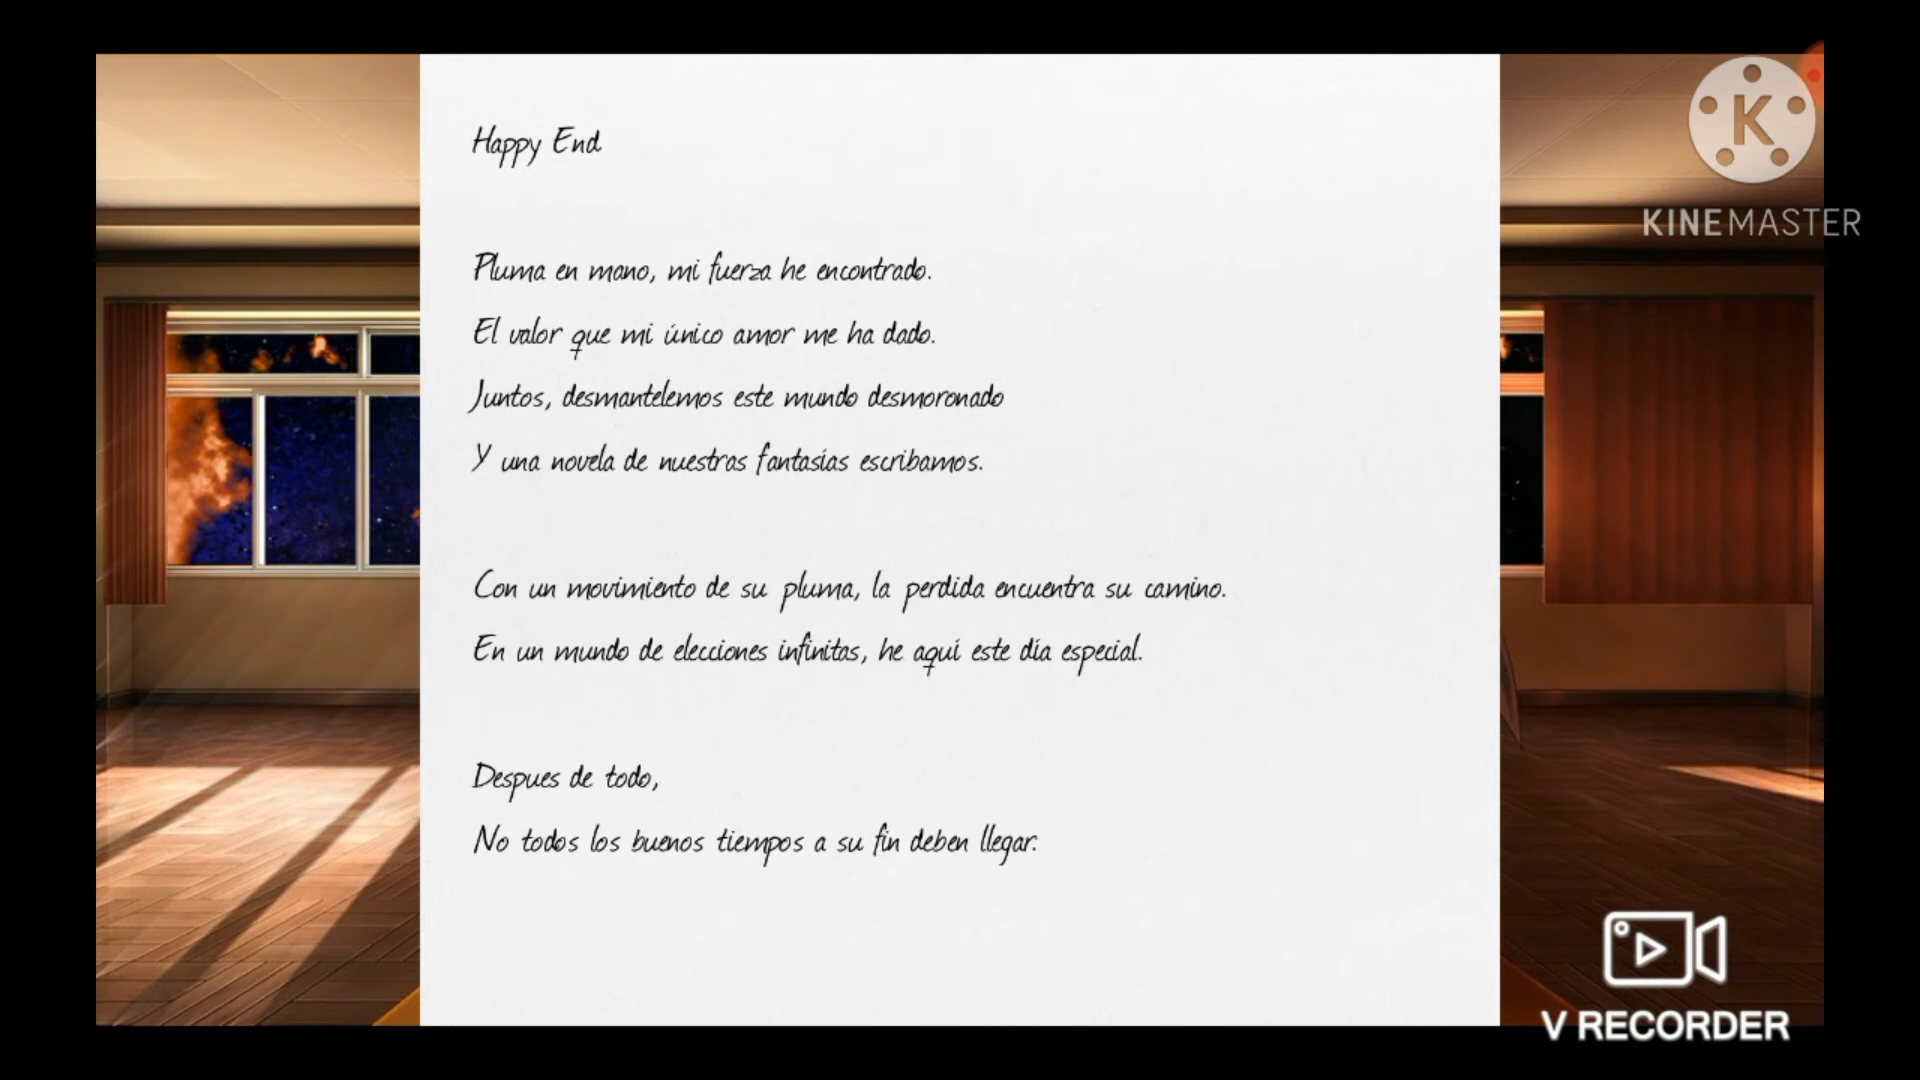 Happy End
Pluma en mano, mi fuerza he encontrado.
El valor que mi único amor me ha dado.
Juntos, desmantelemos este mundo desmoronado
Y una novela de nuestras fantasías escribamos.
Con un movimiento de su pluma, la perdida encuentra su camino.
En un mundo de elecciones infinitas, he aquí este día especial.
Despues de todo,
No todos los buenos tiempos a su fin deben llegar.
K
KINEMASTER
V RECORDER